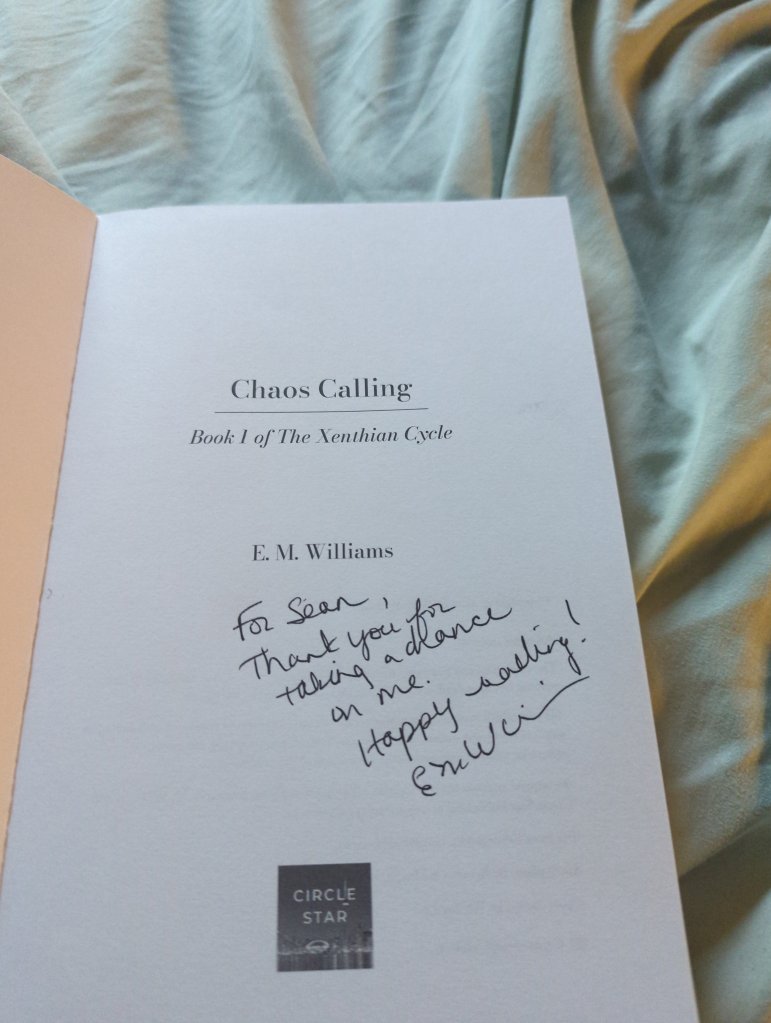 Chaos Calling
Book I of The Xenthian Cycle
E. M. Williams
For Sean,
Thank you for
taking a chance
on me.
Happy reading!
CIRCLE
STAR